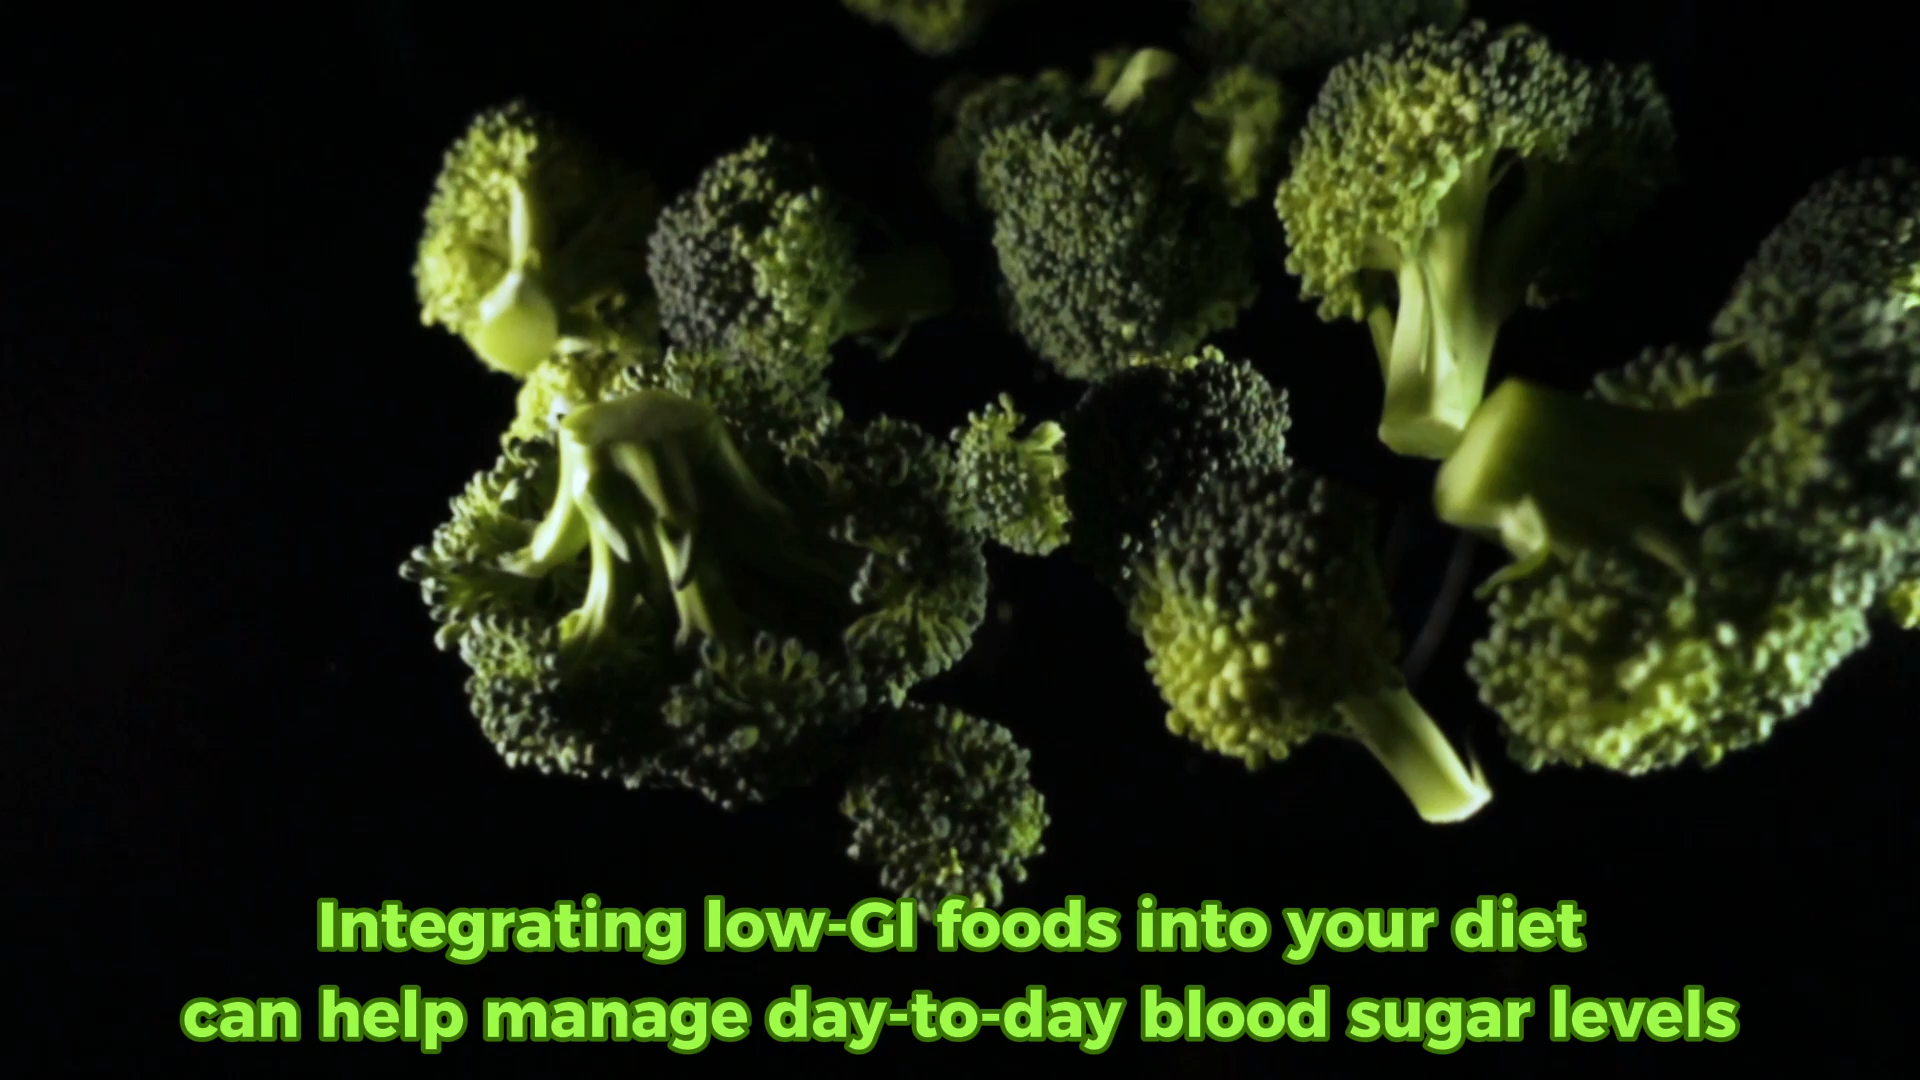 Integrating low-GI foods into your diet
can help manage day-to-day blood sugar levels